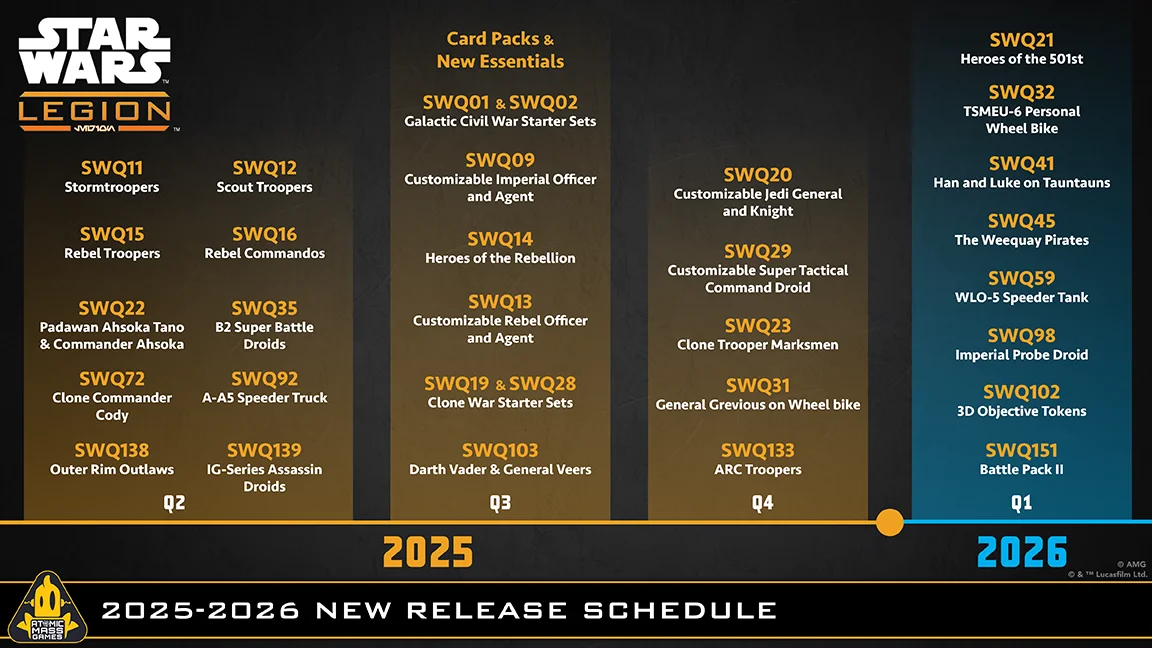 STAR
WARS
LEGION
TM
TM
SWQ11
Stormtroopers
SWQ12
Scout Troopers
SWQ15
Rebel Troopers
SWQ16
Rebel Commandos
SWQ22
Padawan Ahsoka Tano
& Commander Ahsoka
SWQ35
B2 Super Battle
Droids
SWQ72
Clone Commander
Cody
SWQ92
A-A5 Speeder Truck
SWQ138
Outer Rim Outlaws
SWQ139
IG-Series Assassin
Droids
Q2
Card Packs &
New Essentials
SWQ01 & SWQ02
Galactic Civil War Starter Sets
SWQ09
Customizable Imperial Officer
and Agent
SWQ14
Heroes of the Rebellion
SWQ13
Customizable Rebel Officer
and Agent
SWQ19 & SWQ28
Clone War Starter Sets
SWQ103
Darth Vader & General Veers
Q3
SWQ20
Customizable Jedi General
and Knight
SWQ29
Customizable Super Tactical
Command Droid
SWQ23
Clone Trooper Marksmen
SWQ31
General Grevious on Wheel bike
SWQ133
ARC Troopers
Q4
SWQ21
Heroes of the 501st
SWQ32
TSMEU-6 Personal
Wheel Bike
SWQ41
Han and Luke on Tauntauns
SWQ45
The Weequay Pirates
SWQ59
WLO-5 Speeder Tank
SWQ98
Imperial Probe Droid
SWQ102
3D Objective Tokens
SWQ151
Battle Pack II
Q1
2025
2026
© AMG
© & ™ Lucasfilm Ltd.
ATOMIC
MASS
GAMES
2025-2026 NEW RELEASE SCHEDULE